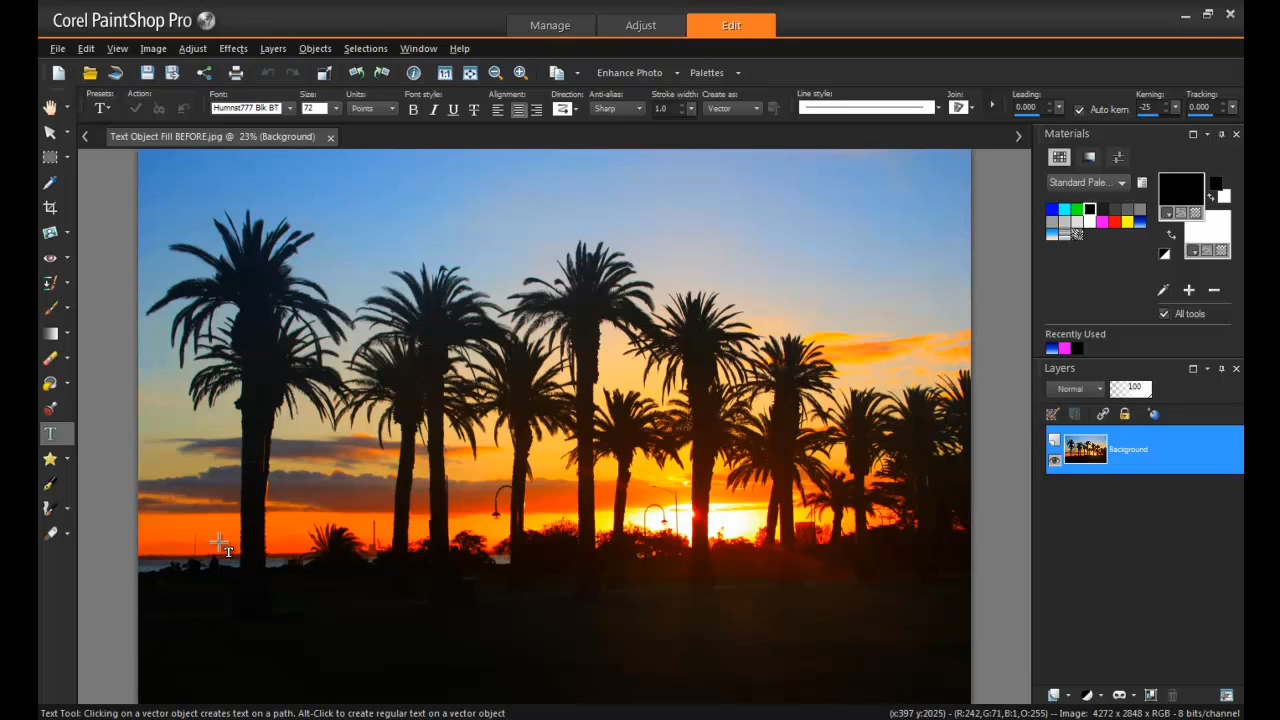 Corel PaintShop Pro
Manage
Adjust
Edit
File Edit View Image Adjust Effects Layers Objects Selections Window Help
Enhance Photo
Palettes
Presets: Action: Font: Size: Units: Font style: Alignment: Direction: Anti-alias: Stroke width: Create as: Line style: Join: Leading: Kerning: Tracking:
Humnst777 Blk BT 72 Points B I U T Sharp 1.0 Vector 0.000 Auto kern -25 0.000
Text Object Fill BEFORE.jpg @ 23% (Background)
Materials
Standard Pale...
All tools
Recently Used
Layers
Normal 100
Background
Text Tool: Clicking on a vector object creates text on a path. Alt-Click to create regular text on a vector object
(x:397 y:2025) - (R:242,G:71,B:1,O:255) -- Image: 4272 x 2848 x RGB - 8 bits/channel